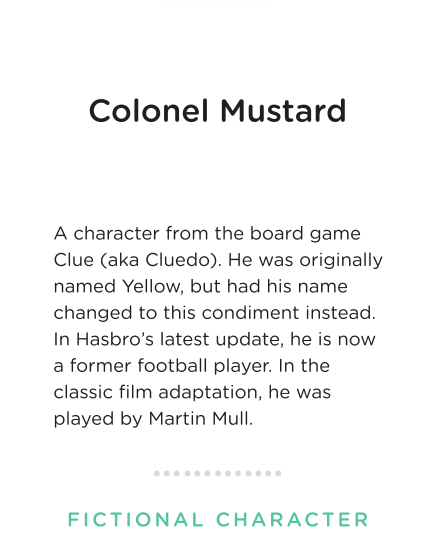 Colonel Mustard
A character from the board game
Clue (aka Cluedo). He was originally
named Yellow, but had his name
changed to this condiment instead.
In Hasbro’s latest update, he is now
a former football player. In the
classic film adaptation, he was
played by Martin Mull.
FICTIONAL CHARACTER